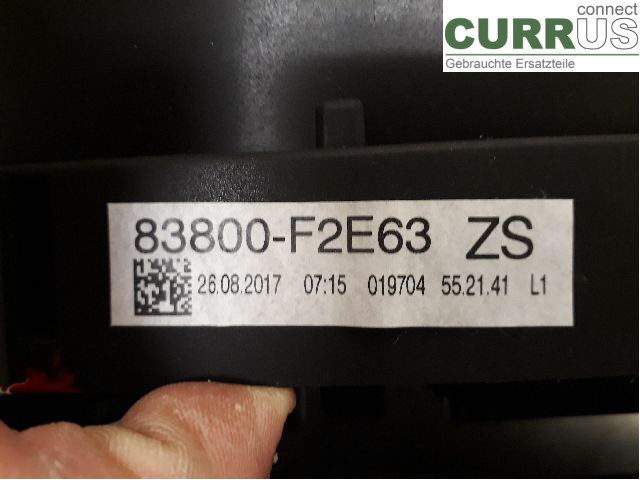 connect
CURRUS
Gebrauchte Ersatzteile
83800-F2E63 ZS
26.08.2017 07:15 019704 55.21.41 L1